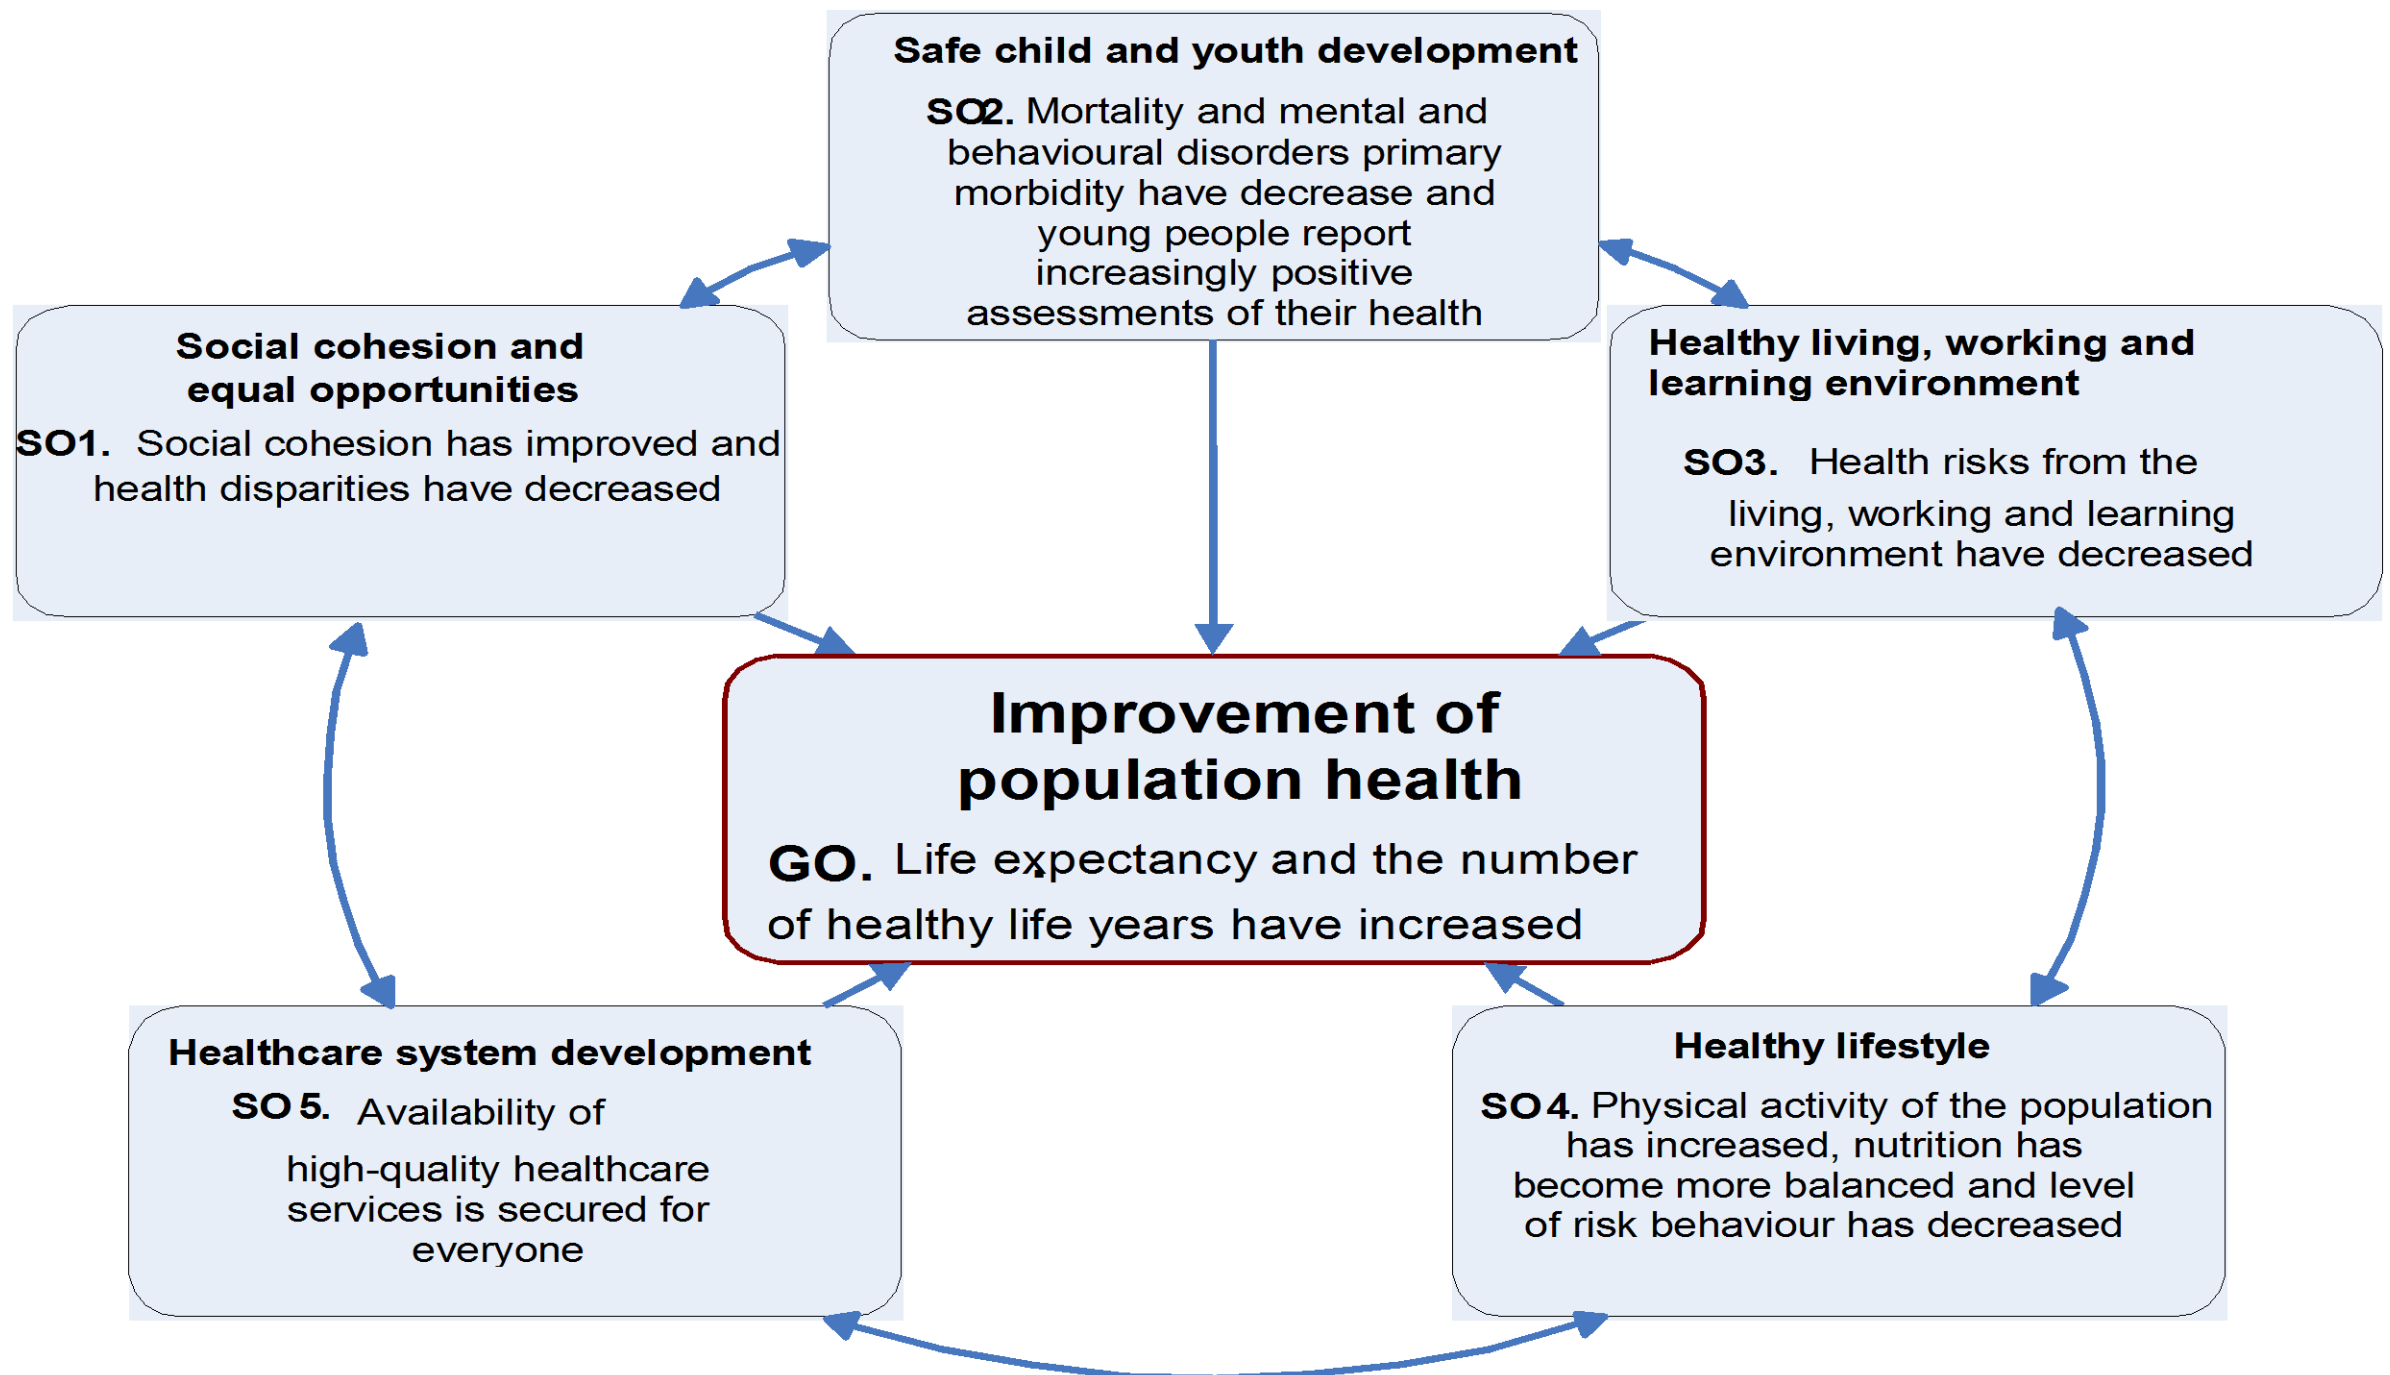 Safe child and youth development
SO2. Mortality and mental and
behavioural disorders primary
morbidity have decrease and
young people report
increasingly positive
assessments of their health
Social cohesion and
equal opportunities
SO1. Social cohesion has improved and
health disparities have decreased
Healthy living, working and
learning environment
SO3. Health risks from the
living, working and learning
environment have decreased
Improvement of
population health
GO. Life expectancy and the number
of healthy life years have increased
Healthcare system development
SO 5. Availability of
high-quality healthcare
services is secured for
everyone
Healthy lifestyle
SO 4. Physical activity of the population
has increased, nutrition has
become more balanced and level
of risk behaviour has decreased